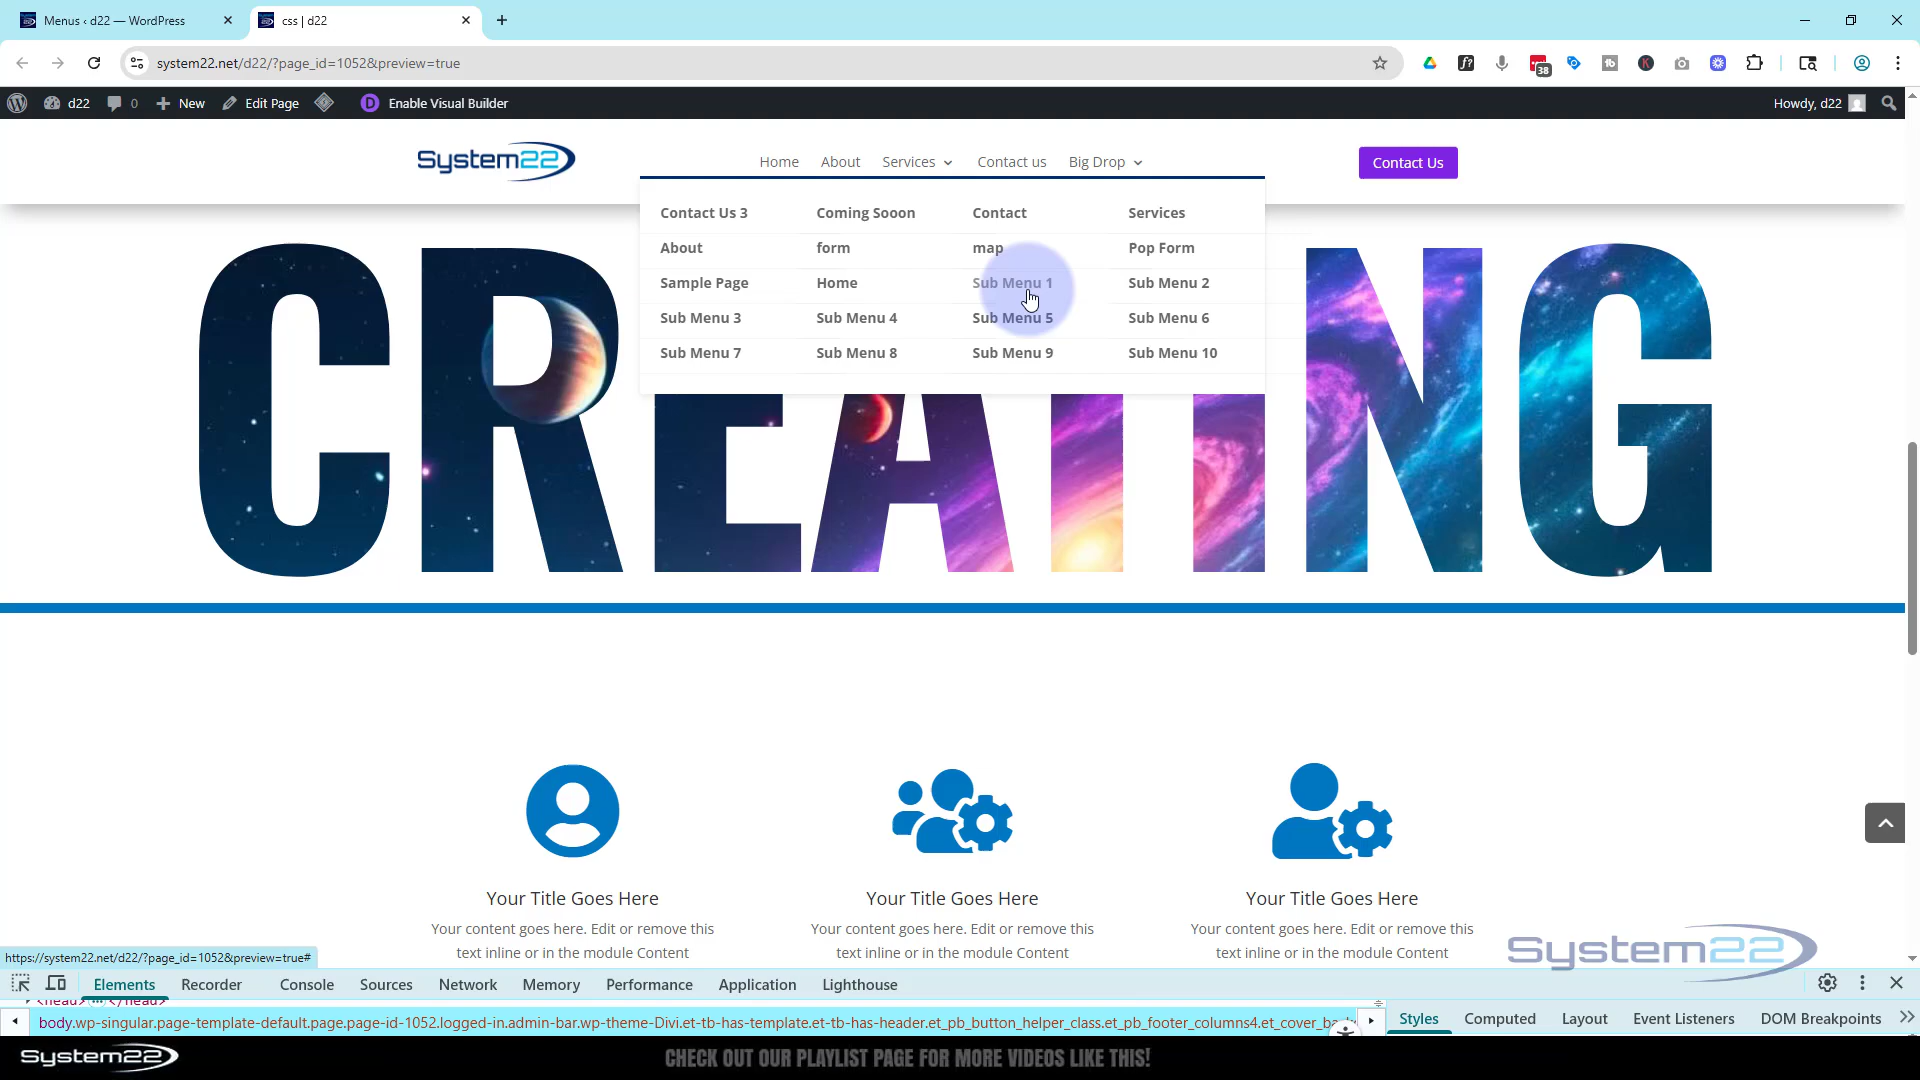 Menus ‹ d22 — WordPress
css | d22
system22.net/d22/?page_id=1052&preview=true
38
d22
0
New
Edit Page
D
Enable Visual Builder
Howdy, d22
System22
Home
About
Services
Contact us
Big Drop
Contact Us
Contact Us 3
Coming Sooon
Contact
Services
About
form
map
Pop Form
Sample Page
Home
Sub Menu 1
Sub Menu 2
Sub Menu 3
Sub Menu 4
Sub Menu 5
Sub Menu 6
Sub Menu 7
Sub Menu 8
Sub Menu 9
Sub Menu 10
CREATING
Your Title Goes Here
Your content goes here. Edit or remove this
text inline or in the module Content
Your Title Goes Here
Your content goes here. Edit or remove this
text inline or in the module Content
Your Title Goes Here
Your content goes here. Edit or remove this
text inline or in the module Content
System22
https://system22.net/d22/?page_id=1052&preview=true#
Elements
Recorder
Console
Sources
Network
Memory
Performance
Application
Lighthouse
body.wp-singular.page-template-default.page.page-id-1052.logged-in.admin-bar.wp-theme-Divi.et-tb-has-template.et-tb-has-header.et_pb_button_helper_class.et_pb_footer_columns4.et_cover_ba
Styles
Computed
Layout
Event Listeners
DOM Breakpoints
System22
CHECK OUT OUR PLAYLIST PAGE FOR MORE VIDEOS LIKE THIS!